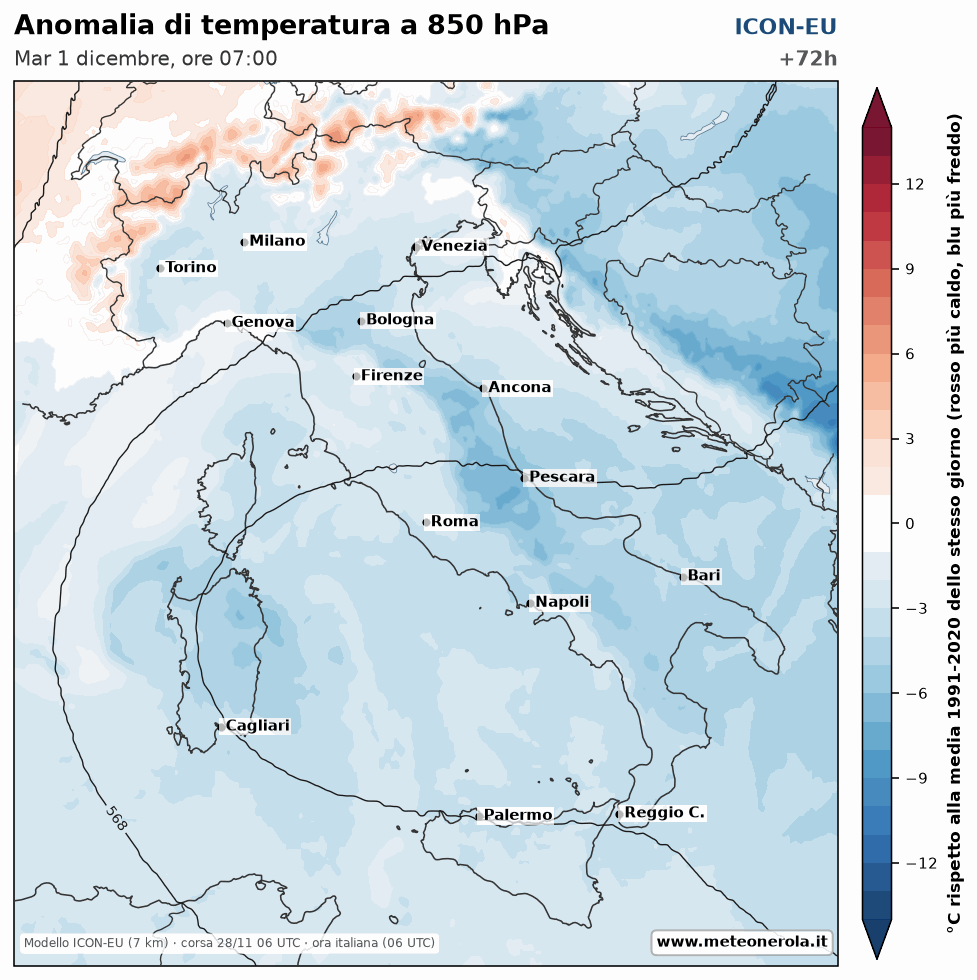 Anomalia di temperatura a 850 hPa
ICON-EU
Mar 1 dicembre, ore 07:00
+72h
Milano
Venezia
Torino
Genova
Bologna
Firenze
Ancona
Pescara
Roma
Bari
Napoli
Cagliari
568
Palermo
Reggio C.
Modello ICON-EU (7 km) · corsa 28/11 06 UTC · ora italiana (06 UTC)
www.meteonerola.it
12
9
6
3
0
−3
−6
−9
−12
°C rispetto alla media 1991-2020 dello stesso giorno (rosso più caldo, blu più freddo)